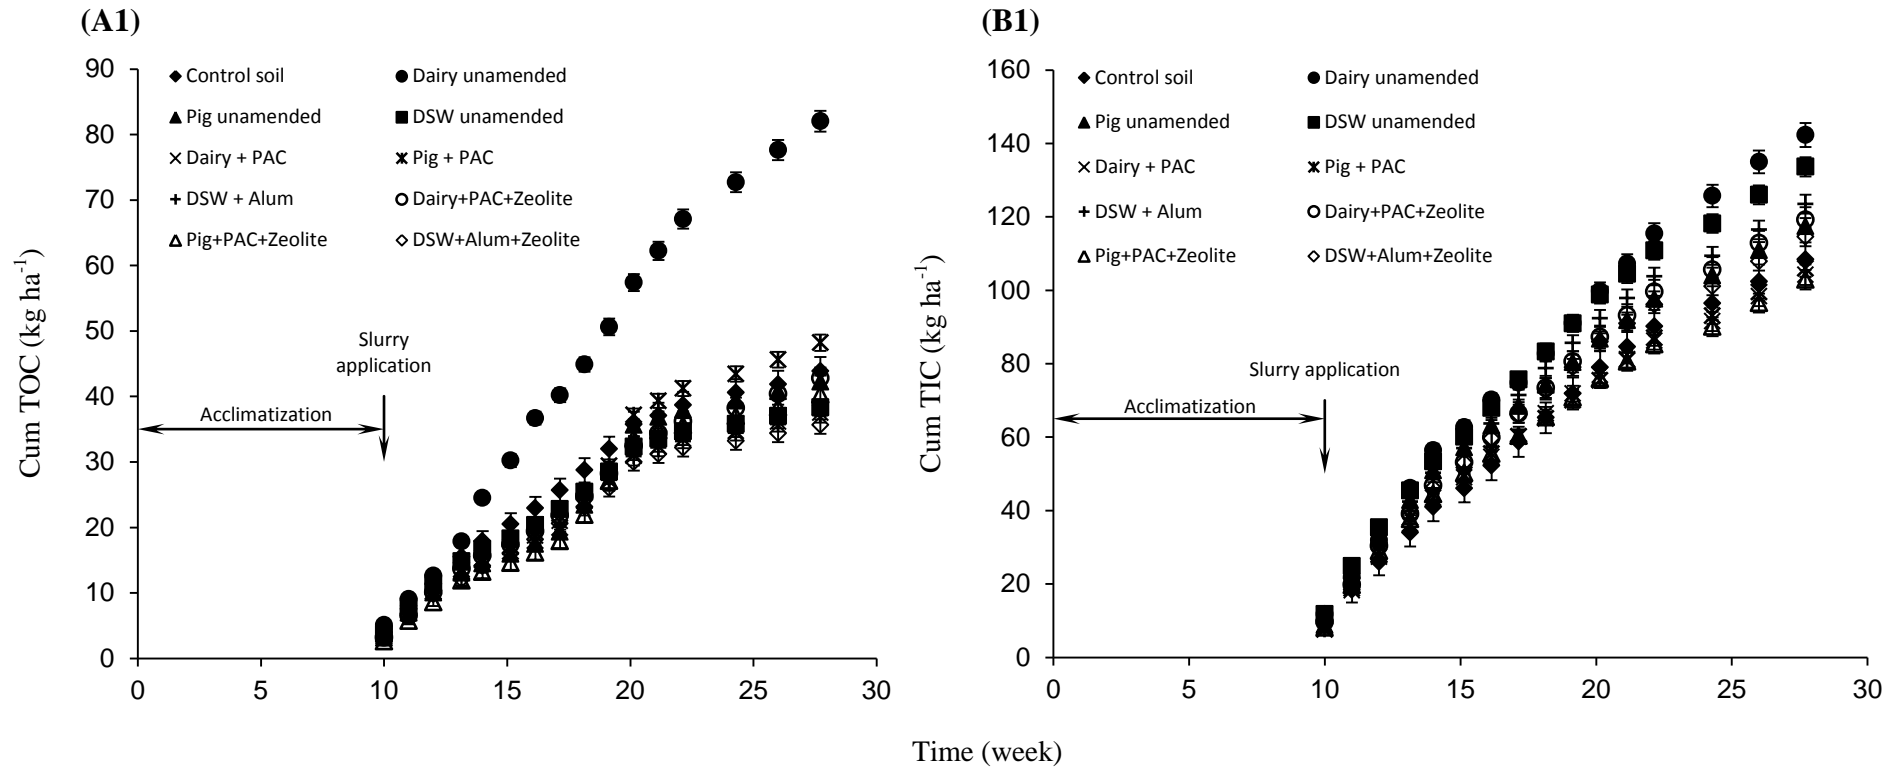 (A1)
Cum TOC (kg ha-1)
90
80
70
60
50
40
30
20
10
0
0 5 10 15 20 25 30
Control soil Dairy unamended
Pig unamended DSW unamended
Dairy + PAC Pig + PAC
DSW + Alum Dairy+PAC+Zeolite
Pig+PAC+Zeolite DSW+Alum+Zeolite
Slurry
application
Acclimatization
(B1)
Cum TIC (kg ha-1)
160
140
120
100
80
60
40
20
0
0 5 10 15 20 25 30
Control soil Dairy unamended
Pig unamended DSW unamended
Dairy + PAC Pig + PAC
DSW + Alum Dairy+PAC+Zeolite
Pig+PAC+Zeolite DSW+Alum+Zeolite
Slurry application
Acclimatization
Time (week)